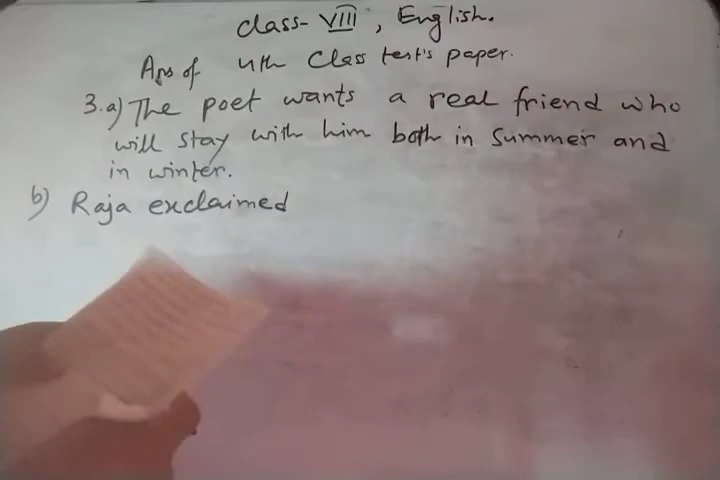 class- VIII, English.
Ans of 4th Class test's paper.
3.a) The poet wants a real friend who
will stay with him both in summer and
in winter.
b) Raja exclaimed